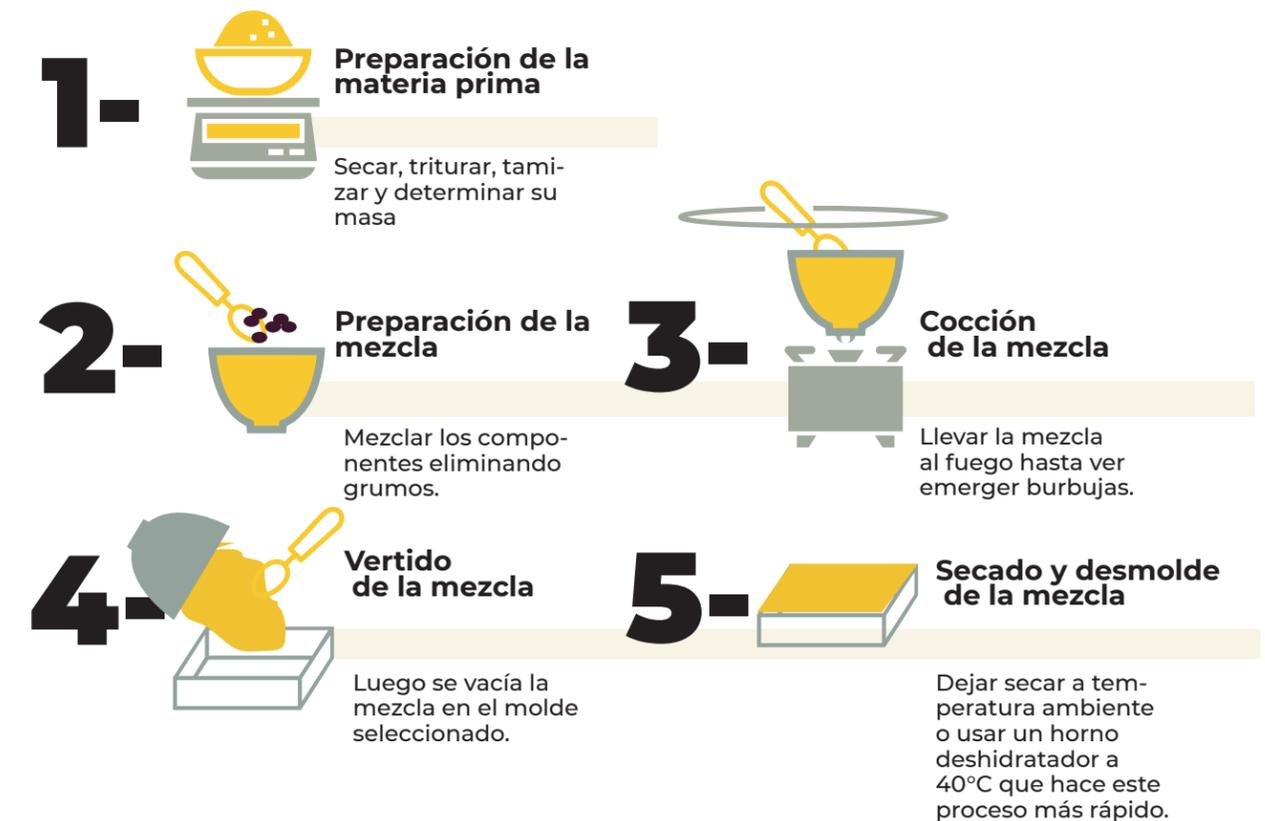 1-
Preparación de la
materia prima
Secar, triturar, tami-
zar y determinar su
masa
2-
Preparación de la
mezcla
Mezclar los compo-
nentes eliminando
grumos.
3-
Cocción
de la mezcla
Llevar la mezcla
al fuego hasta ver
emerger burbujas.
4-
Vertido
de la mezcla
Luego se vacía la
mezcla en el molde
seleccionado.
5-
Secado y desmolde
de la mezcla
Dejar secar a tem-
peratura ambiente
o usar un horno
deshidratador a
40°C que hace este
proceso más rápido.